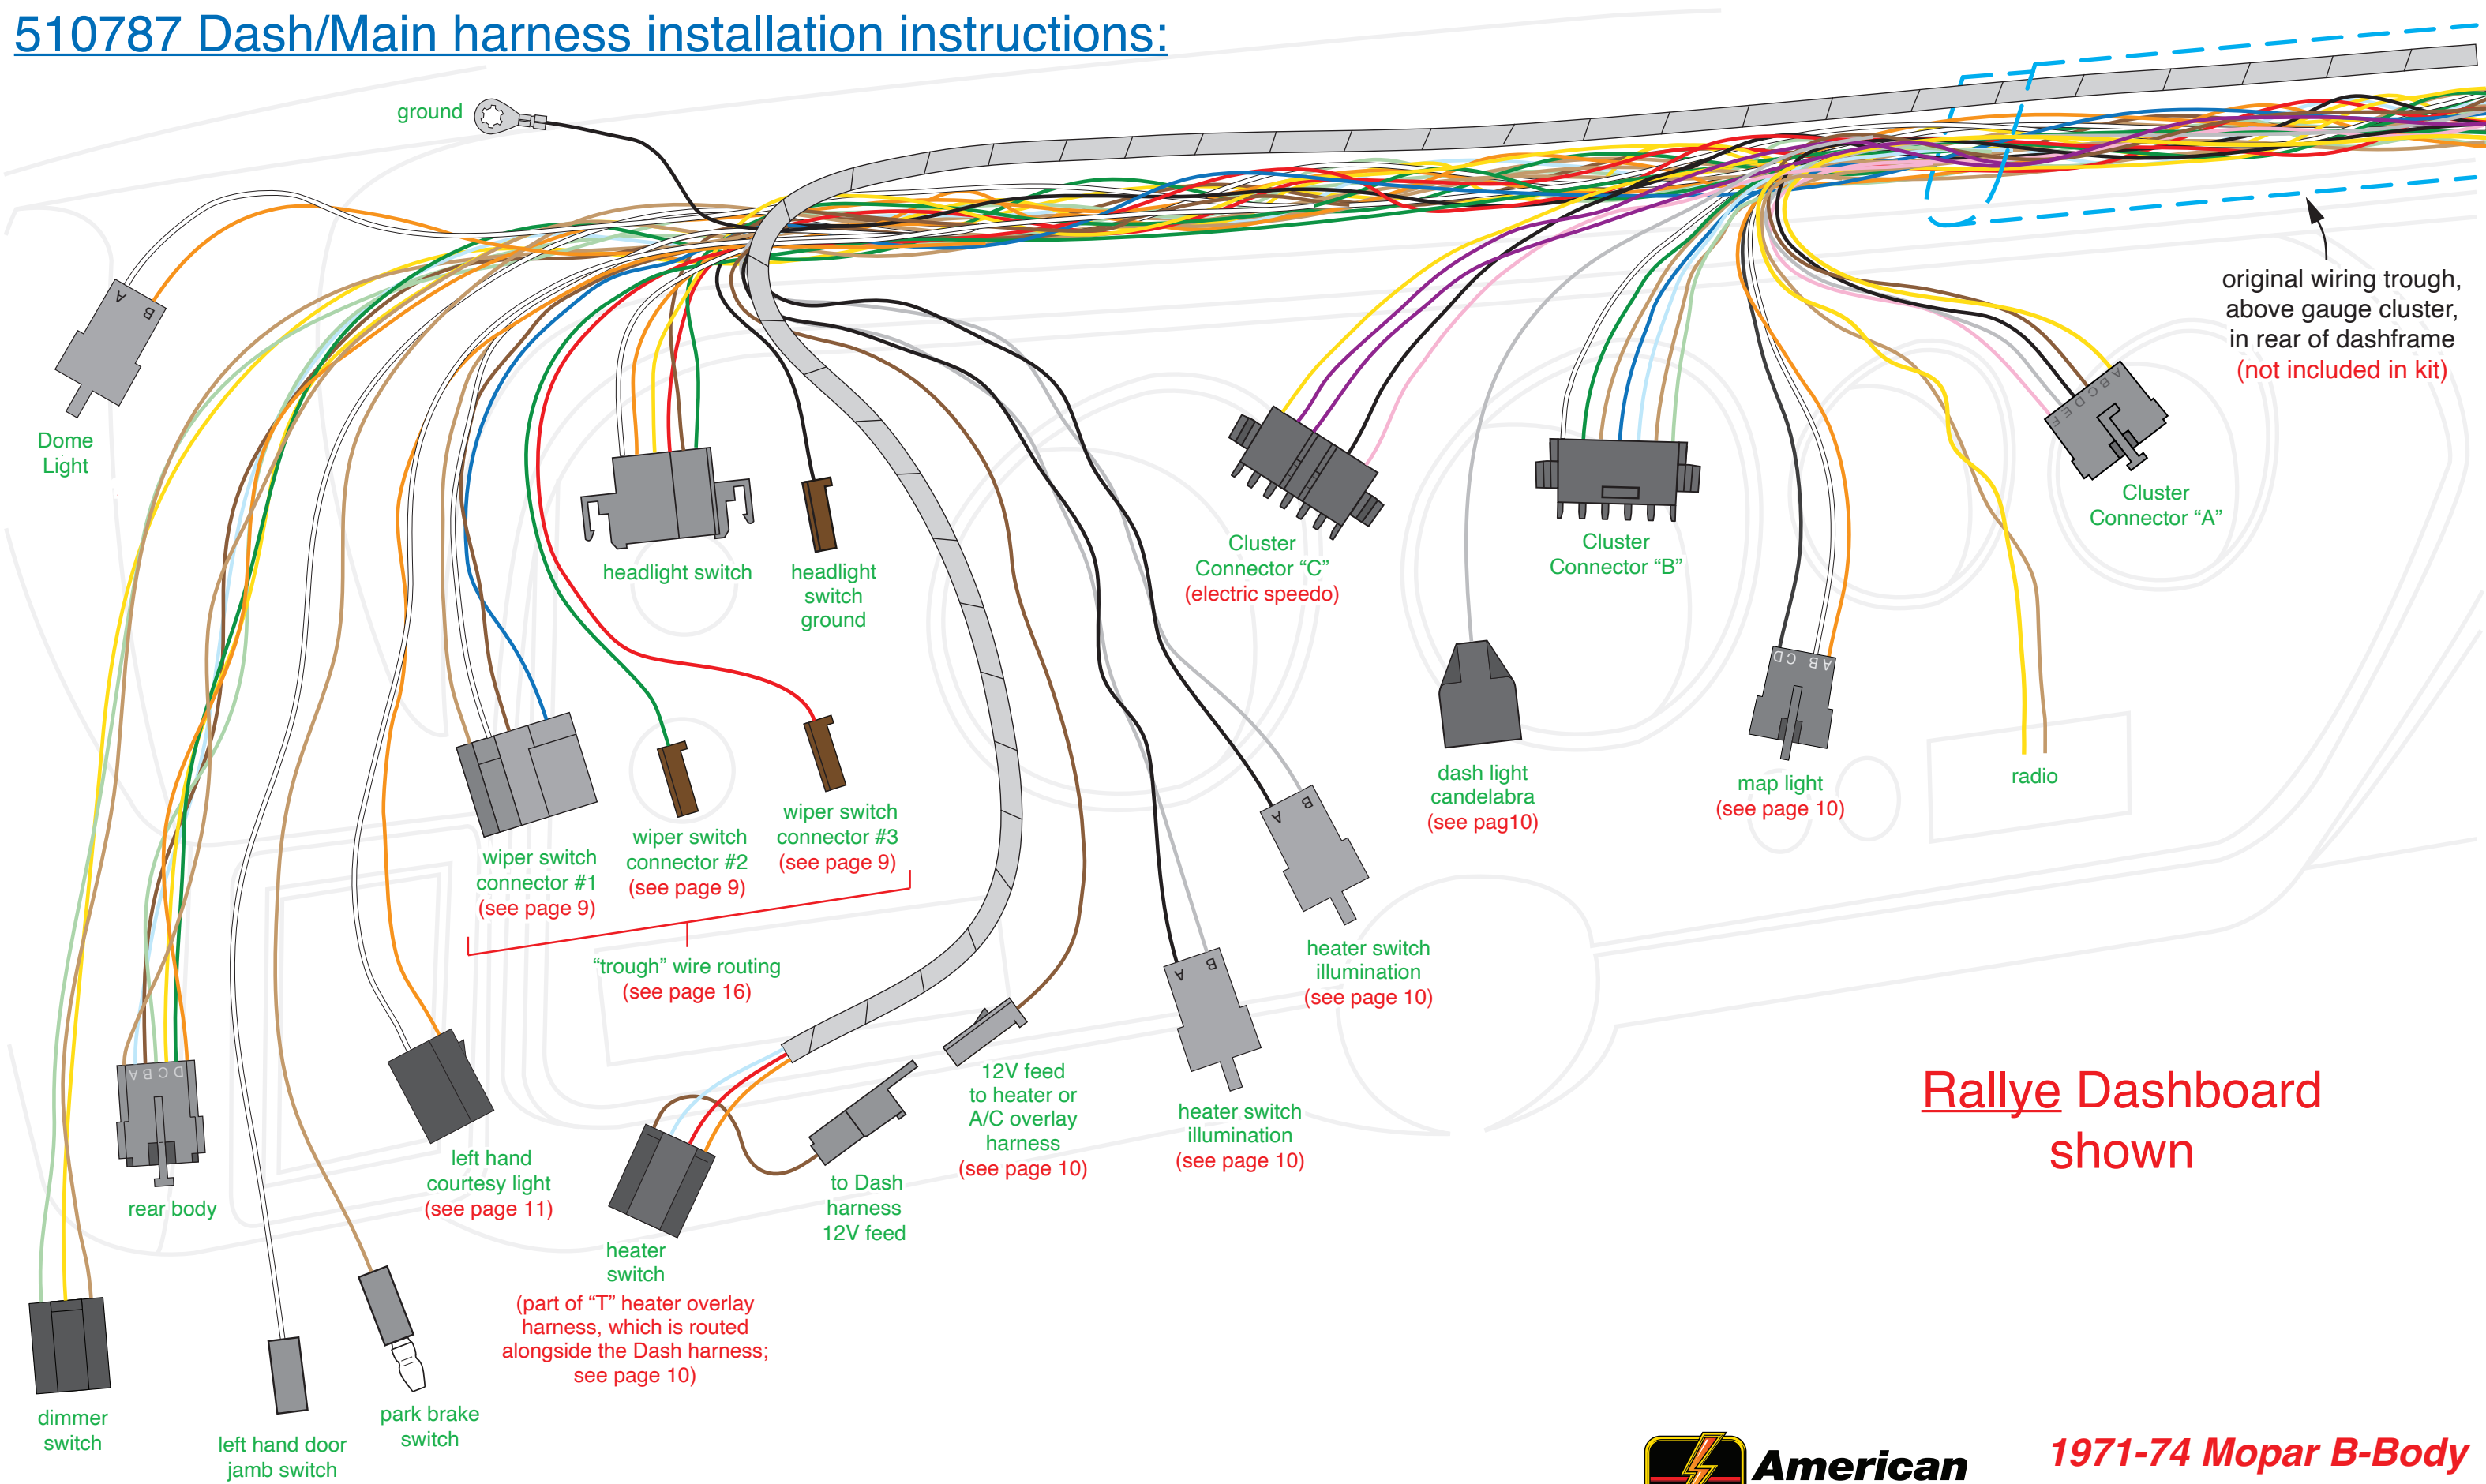 510787 Dash/Main harness installation instructions:
ground
original wiring trough,
above gauge cluster,
in rear of dashframe
(not included in kit)
A
B
Dome
Light
headlight switch
headlight
switch
ground
Cluster
Connector “C”
(electric speedo)
Cluster
Connector “B”
A B C D E F
Cluster
Connector “A”
dash light
candelabra
(see pag10)
D C B A
map light
(see page 10)
radio
wiper switch
connector #1
(see page 9)
wiper switch
connector #2
(see page 9)
wiper switch
connector #3
(see page 9)
“trough” wire routing
(see page 16)
A B
heater switch
illumination
(see page 10)
A B
heater switch
illumination
(see page 10)
12V feed
to heater or
A/C overlay
harness
(see page 10)
to Dash
harness
12V feed
heater
switch
(part of “T” heater overlay
harness, which is routed
alongside the Dash harness;
see page 10)
left hand
courtesy light
(see page 11)
D C B A
rear body
dimmer
switch
left hand door
jamb switch
park brake
switch
Rallye Dashboard
shown
American
1971-74 Mopar B-Body